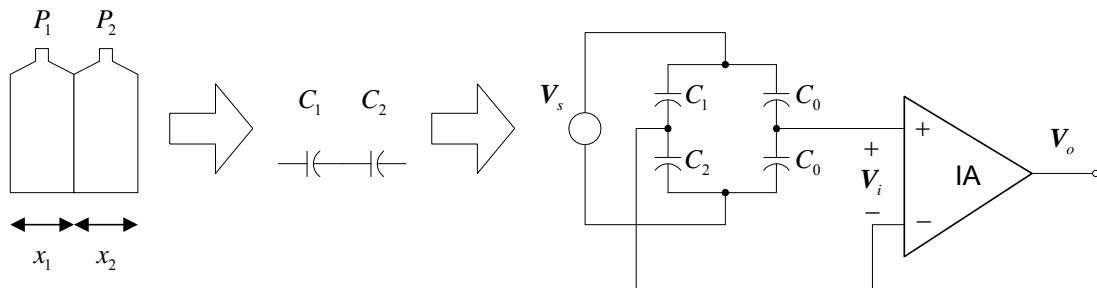 P₁ P₂
x₁ x₂
C₁ C₂
Vₛ
C₁ C₀
C₂ C₀
+
Vᵢ
−
+
−
IA
Vₒ